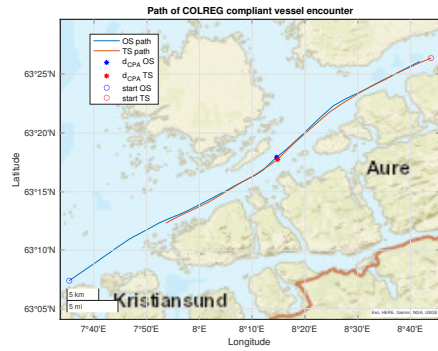 Path of COLREG compliant vessel encounter
OS path
TS path
d_CPA OS
d_CPA TS
start OS
start TS
63°25'N
63°20'N
63°15'N
63°10'N
63°05'N
Latitude
Aure
Kristiansund
5 km
5 mi
Esri, HERE, Garmin, NGA, USGS
7°40'E 7°50'E 8°E 8°10'E 8°20'E 8°30'E 8°40'E
Longitude